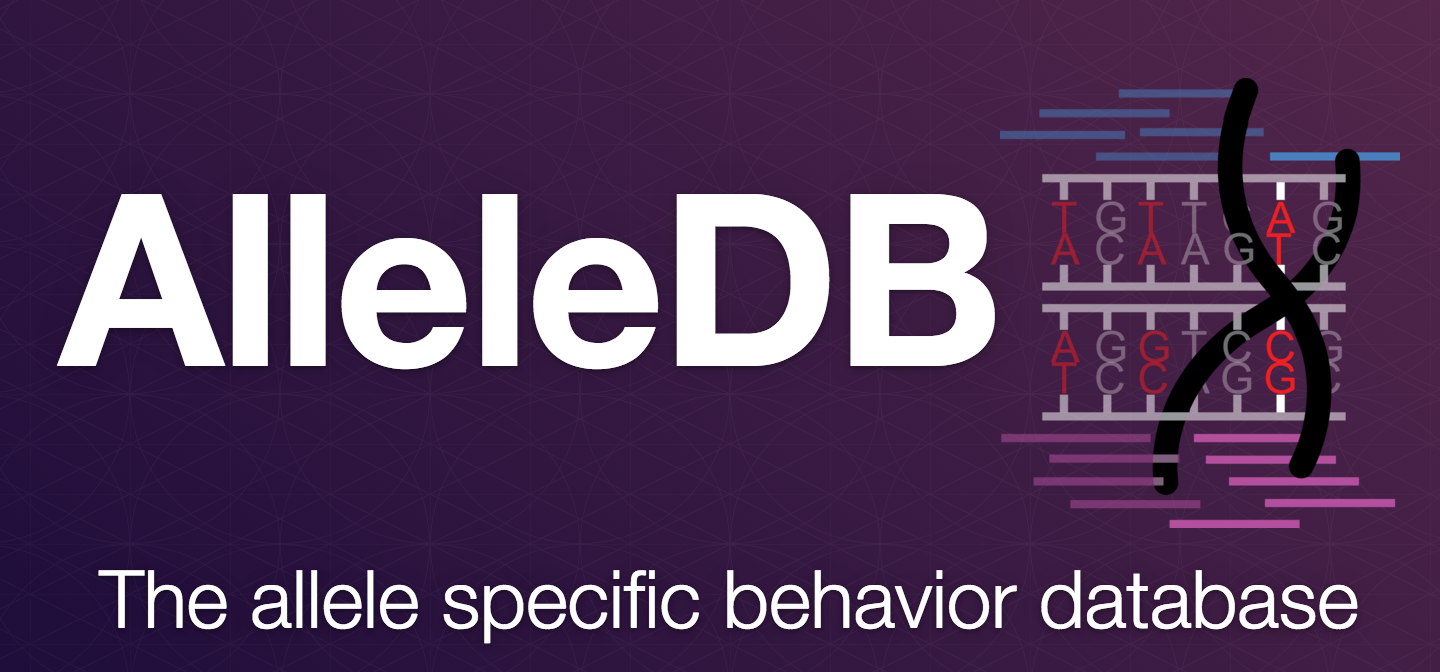 AlleleDB
T G T T A G
A C A A G T C
A G G T C C G
T C C A G G C
The allele specific behavior database